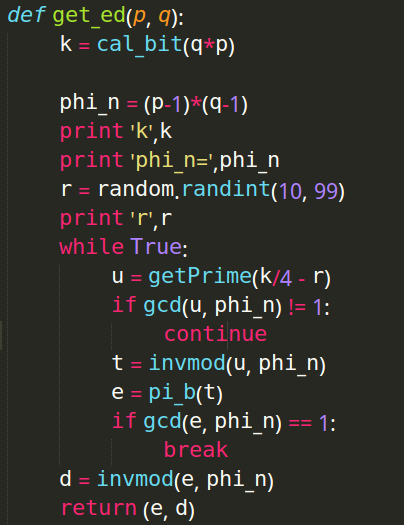 def get_ed(p, q):
    k = cal_bit(q*p)

    phi_n = (p-1)*(q-1)
    print 'k',k
    print 'phi_n=',phi_n
    r = random.randint(10, 99)
    print 'r',r
    while True:
        u = getPrime(k/4 - r)
        if gcd(u, phi_n) != 1:
            continue
        t = invmod(u, phi_n)
        e = pi_b(t)
        if gcd(e, phi_n) == 1:
            break
    d = invmod(e, phi_n)
    return (e, d)